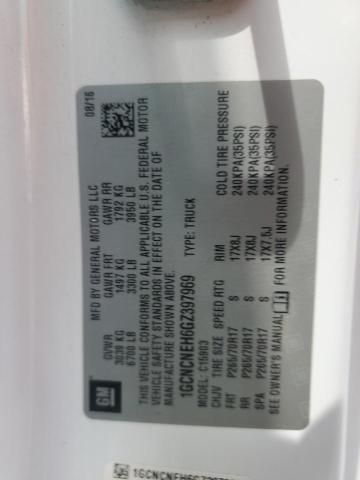 GM
MFD BY GENERAL MOTORS LLC
08/16
GVWR GAWR FRT GAWR RR
3039 KG 1497 KG 1792 KG
6700 LB 3300 LB 3950 LB
THIS VEHICLE CONFORMS TO ALL APPLICABLE U.S. FEDERAL MOTOR
VEHICLE SAFETY STANDARDS IN EFFECT ON THE DATE OF
MANUFACTURE SHOWN ABOVE.
1GCNCNEH6GZ397969 TYPE: TRUCK
C15903
CHJV TIRE SIZE SPEED RTG RIM COLD TIRE PRESSURE
FRT P265/70R17 S 17X8J 240KPA(35PSI)
RR P265/70R17 S 17X8J 240KPA(35PSI)
SPA P265/70R17 S 17X7.5J 240KPA(35PSI)
SEE OWNER'S MANUAL FOR MORE INFORMATION.